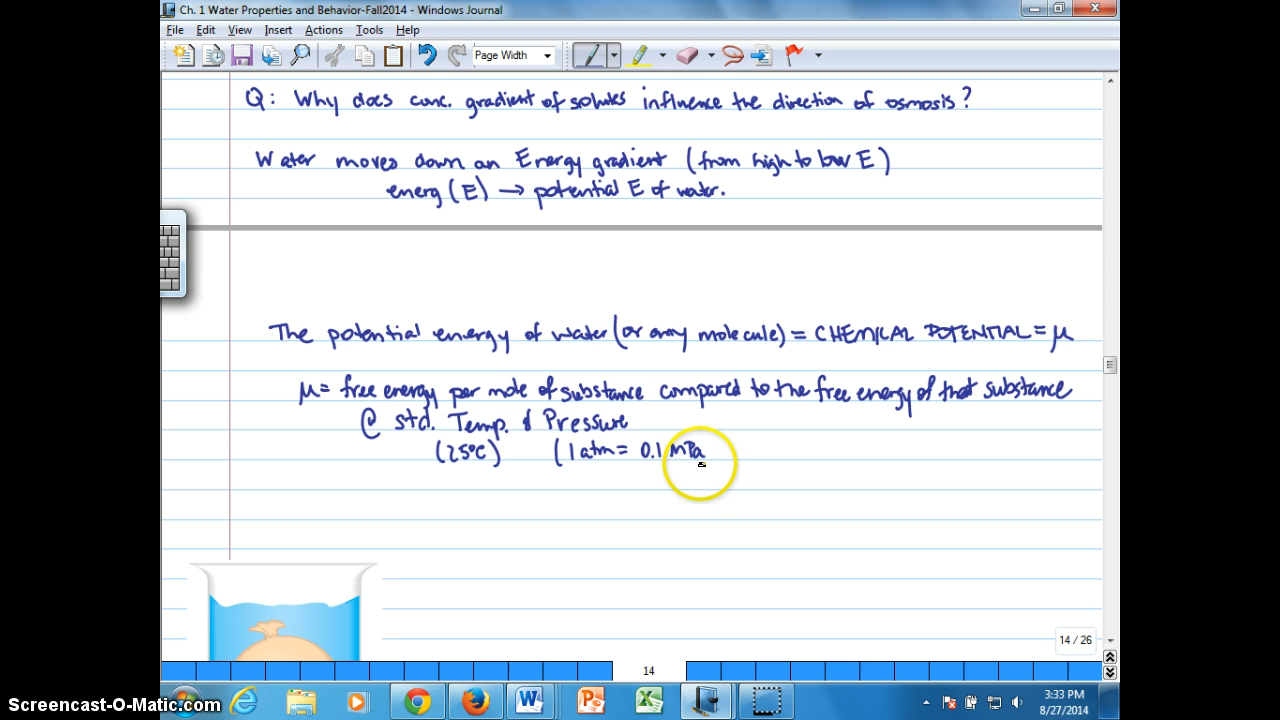 Ch. 1 Water Properties and Behavior-Fall2014 - Windows Journal
File Edit View Insert Actions Tools Help
Page Width
Q: Why does conc. gradient of solutes influence the direction of osmosis?
Water moves down an Energy gradient (from high to low E)
energ (E) → potential E of water.
The potential energy of water (or any molecule) = CHEMICAL POTENTIAL = μ
μ = free energy per mole of substance compared to the free energy of that substance
@ std. Temp. & Pressure
(25°C) (1 atm = 0.1 MPa
14 / 26
14
3:33 PM
8/27/2014
Screencast-O-Matic.com